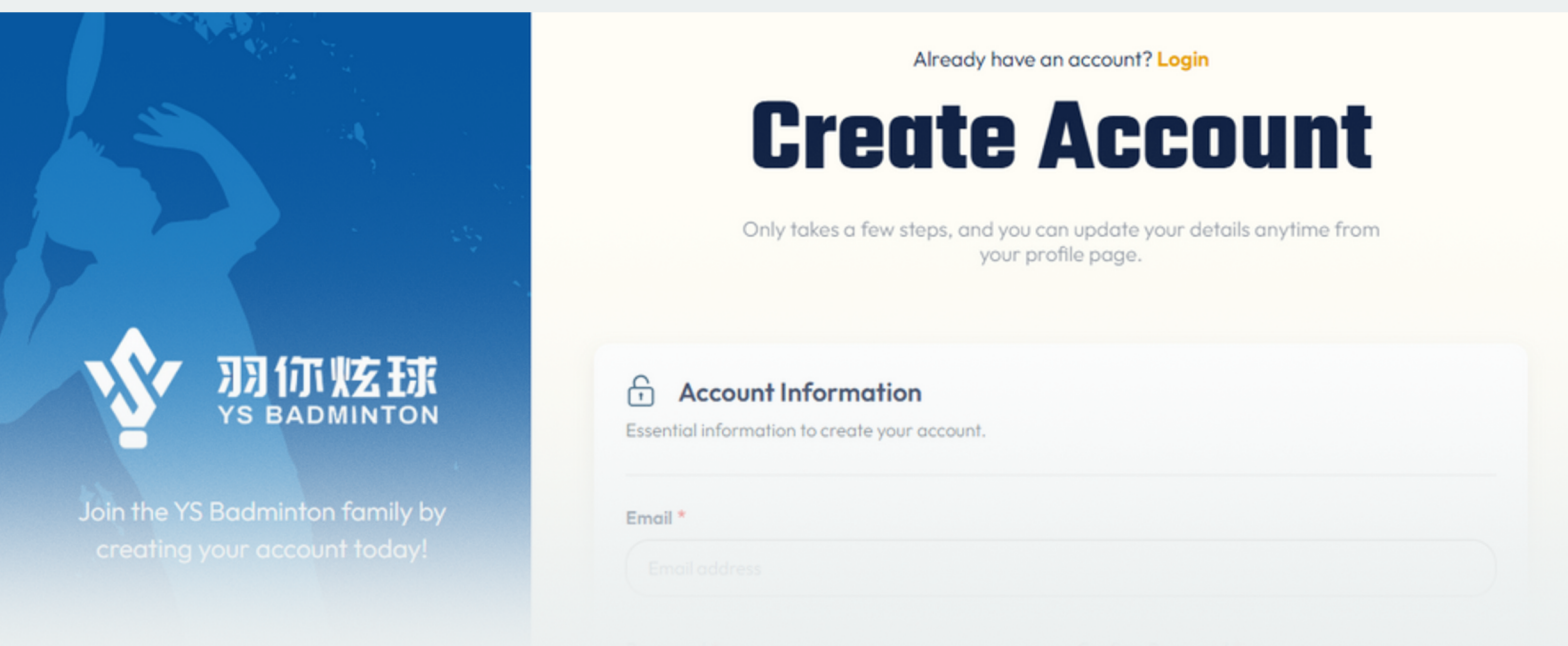 Already have an account? Login
Create Account
Only takes a few steps, and you can update your details anytime from
your profile page.
羽你炫球
YS BADMINTON
Join the YS Badminton family by
creating your account today!
Account Information
Essential information to create your account.
Email *
Email address